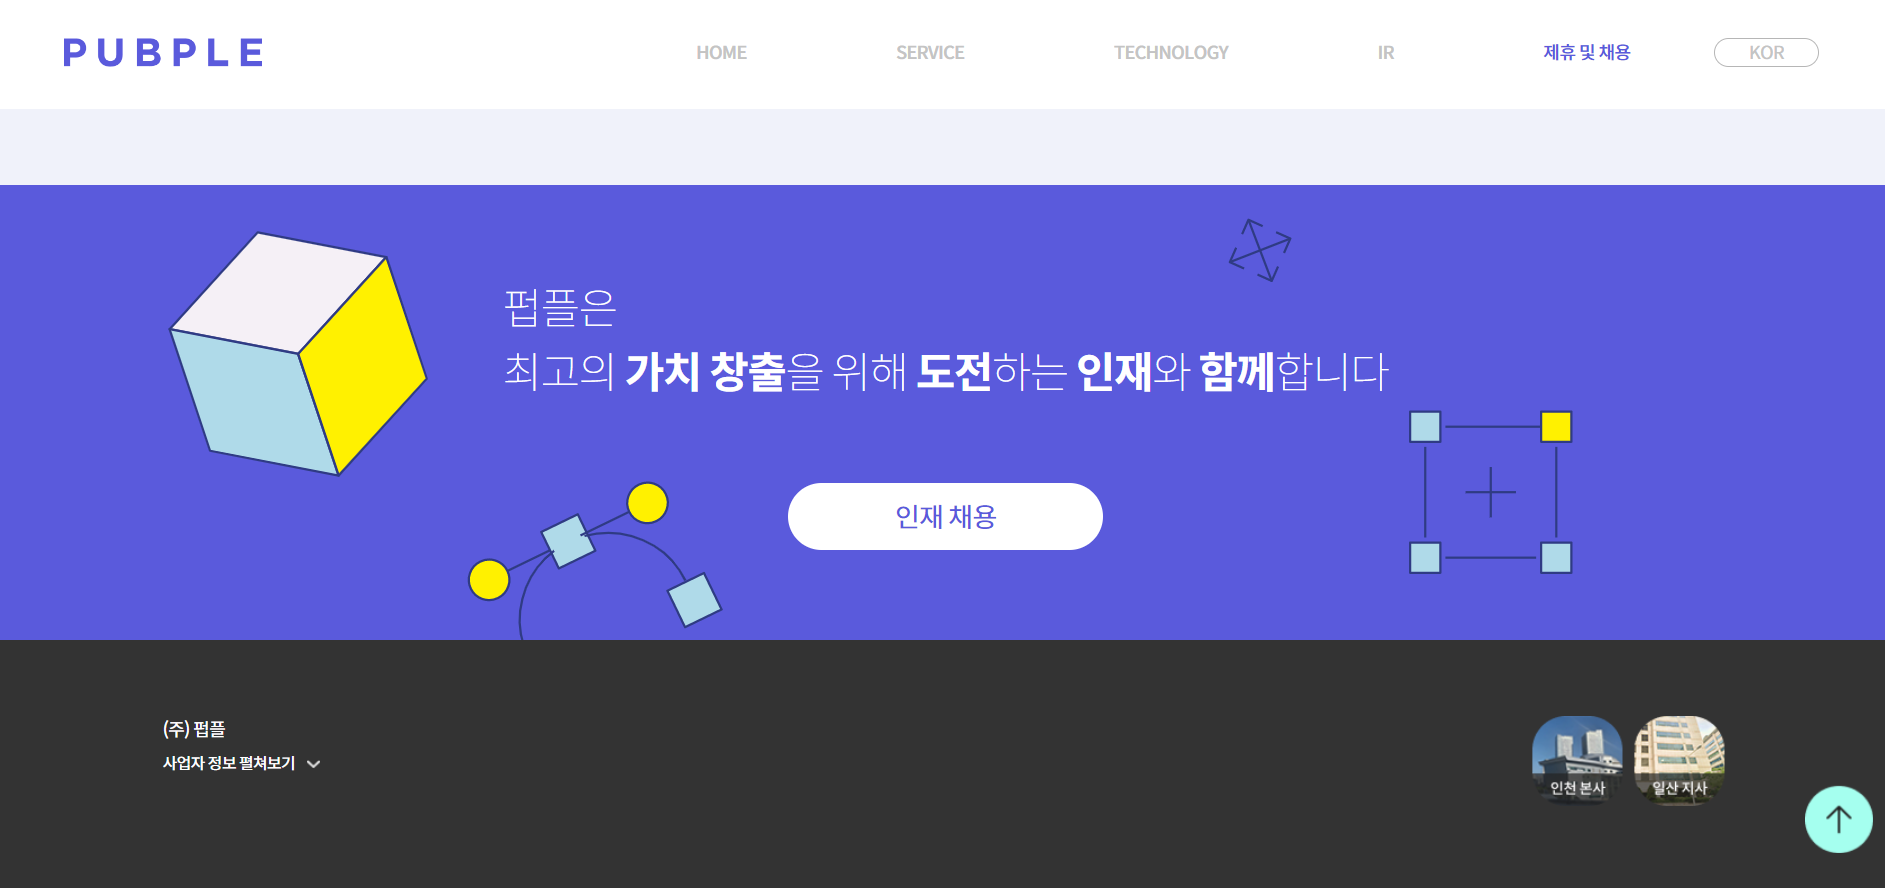 PUBPLE
HOME
SERVICE
TECHNOLOGY
IR
제휴 및 채용
KOR
펍플은
최고의 가치 창출을 위해 도전하는 인재와 함께합니다
인재 채용
(주) 펍플
사업자 정보 펼쳐보기
인천 본사
일산 지사